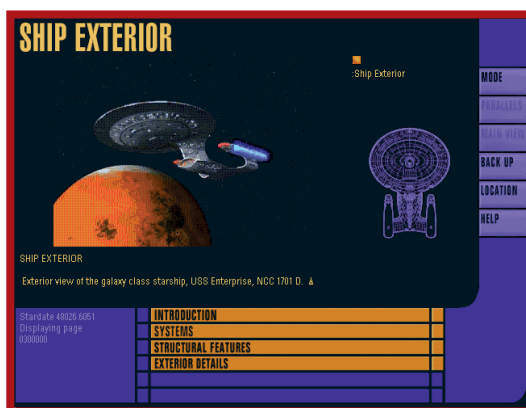 SHIP EXTERIOR
:Ship Exterior
MODE
PARALLELS
MAIN VIEW
BACK UP
LOCATION
HELP
SHIP EXTERIOR
Exterior view of the galaxy class starship, USS Enterprise, NCC 1701 D.
Stardate 48026.6051
Displaying page
0300000
INTRODUCTION
SYSTEMS
STRUCTURAL FEATURES
EXTERIOR DETAILS